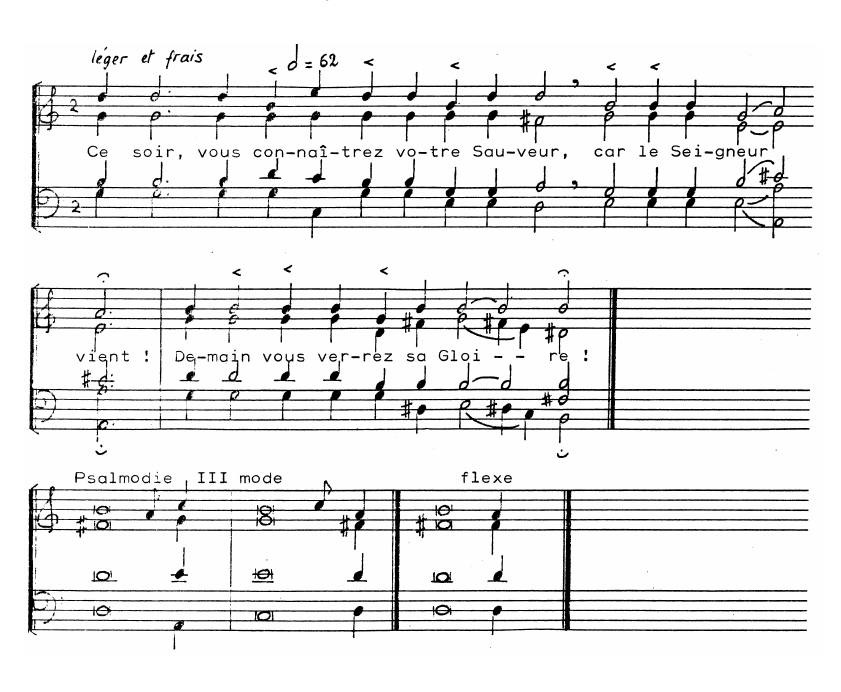 léger et frais = 62
2
Ce soir, vous con-naî-trez vo-tre Sau-veur, car le Sei-gneur
2
vient ! De-main vous ver-rez sa Gloi - - re !
Psalmodie III mode flexe